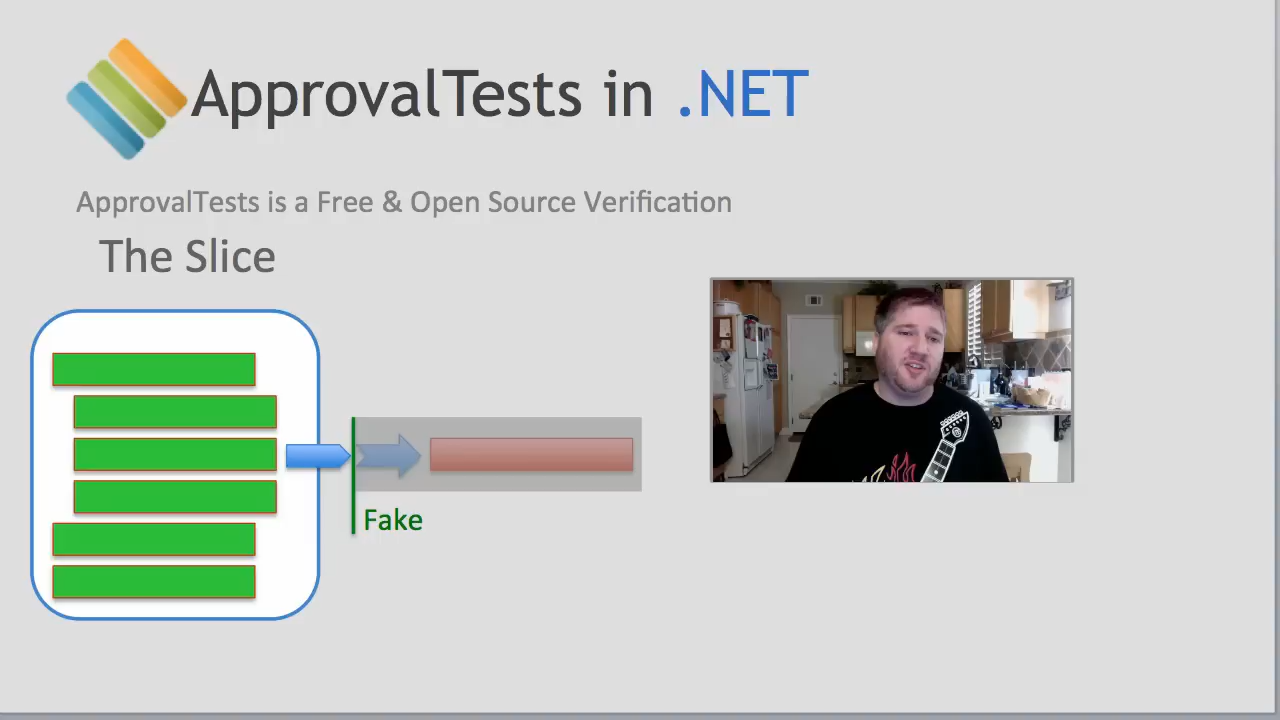 ApprovalTests in .NET
ApprovalTests is a Free & Open Source Verification
The Slice
Fake